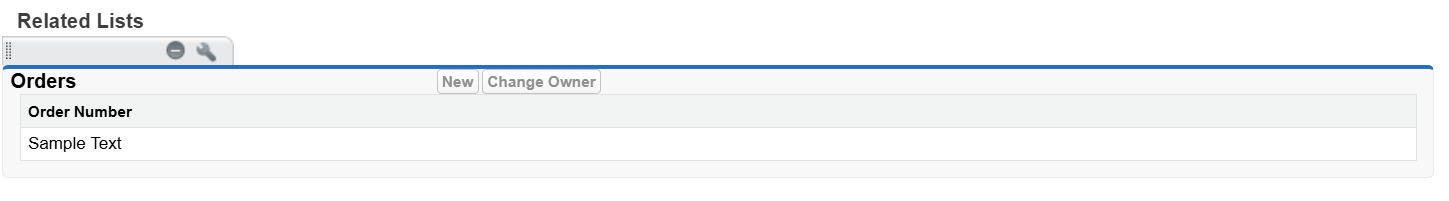 Related Lists
Orders New Change Owner
Order Number
Sample Text